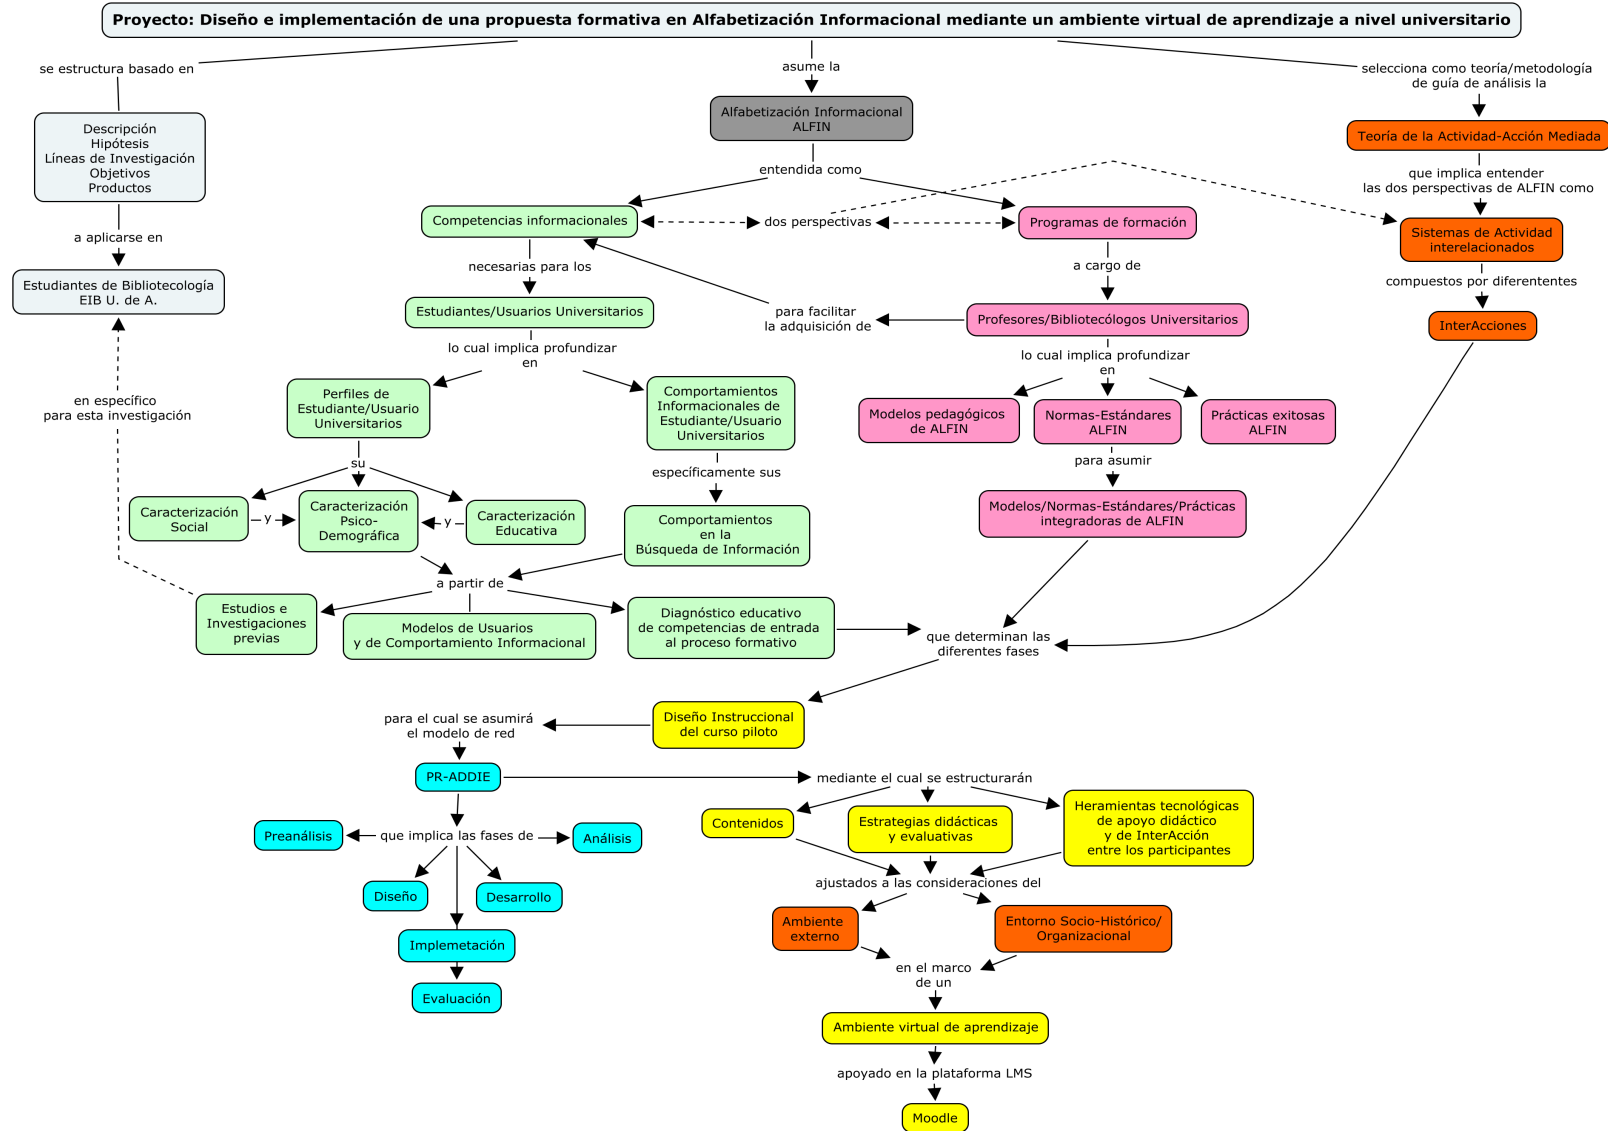 Proyecto: Diseño e implementación de una propuesta formativa en Alfabetización Informacional mediante un ambiente virtual de aprendizaje a nivel universitario
se estructura basado en
asume la
selecciona como teoría/metodología
de guía de análisis la
Descripción
Hipótesis
Líneas de Investigación
Objetivos
Productos
Alfabetización Informacional
ALFIN
Teoría de la Actividad-Acción Mediada
entendida como
que implica entender
las dos perspectivas de ALFIN como
Competencias informacionales
dos perspectivas
Programas de formación
Sistemas de Actividad
interelacionados
a aplicarse en
necesarias para los
a cargo de
compuestos por diferententes
Estudiantes de Bibliotecología
EIB U. de A.
Estudiantes/Usuarios Universitarios
para facilitar
la adquisición de
Profesores/Bibliotecólogos Universitarios
InterAcciones
lo cual implica profundizar
en
lo cual implica profundizar
en
Perfiles de
Estudiante/Usuario
Universitarios
Comportamientos
Informacionales de
Estudiante/Usuario
Universitarios
Modelos pedagógicos
de ALFIN
Normas-Estándares
ALFIN
Prácticas exitosas
ALFIN
en específico
para esta investigación
su
específicamente sus
para asumir
Caracterización
Social
y
Caracterización
Psico-
Demográfica
y
Caracterización
Educativa
Comportamientos
en la
Búsqueda de Información
Modelos/Normas-Estándares/Prácticas
integradoras de ALFIN
a partir de
Estudios e
Investigaciones
previas
Modelos de Usuarios
y de Comportamiento Informacional
Diagnóstico educativo
de competencias de entrada
al proceso formativo
que determinan las
diferentes fases
para el cual se asumirá
el modelo de red
Diseño Instruccional
del curso piloto
PR-ADDIE
mediante el cual se estructurarán
Preanálisis
que implica las fases de
Análisis
Contenidos
Estrategias didácticas
y evaluativas
Heramientas tecnológicas
de apoyo didáctico
y de InterAcción
entre los participantes
Diseño
Desarrollo
ajustados a las consideraciones del
Implemetación
Ambiente
externo
Entorno Socio-Histórico/
Organizacional
Evaluación
en el marco
de un
Ambiente virtual de aprendizaje
apoyado en la plataforma LMS
Moodle